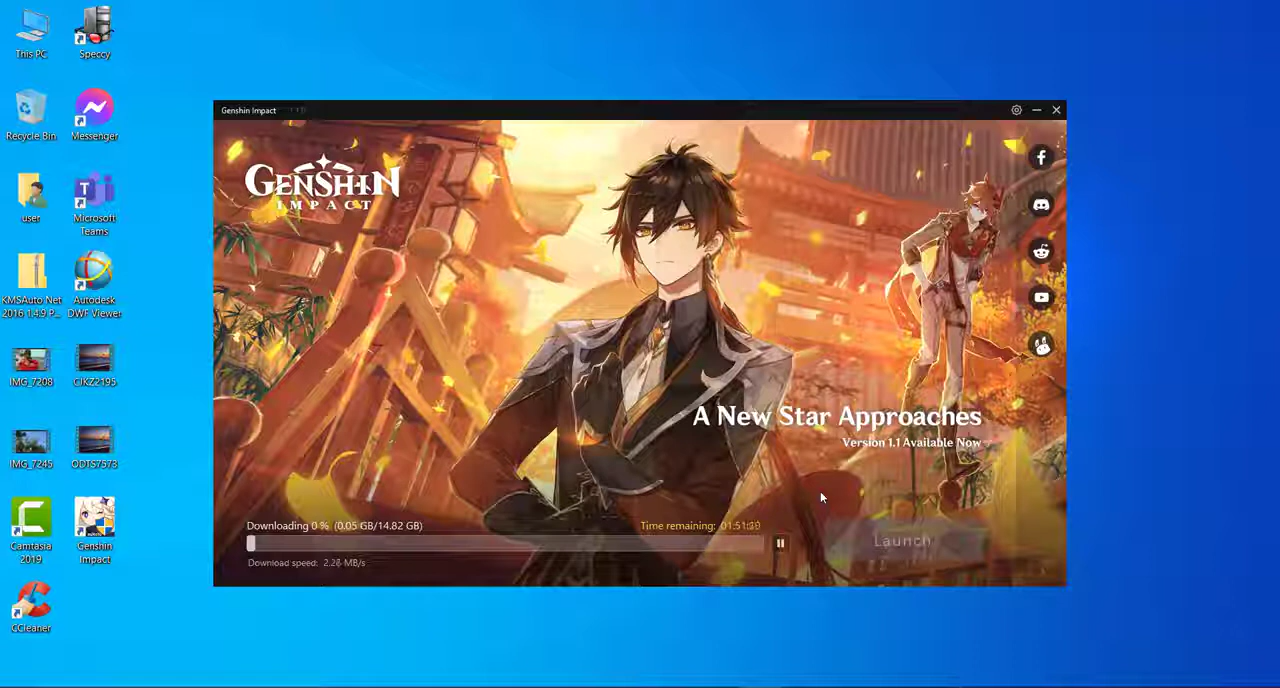 This PC
Speccy
Recycle Bin
Messenger
user
Microsoft
Teams
KMSAuto Net
2016 1.4.9 P...
Autodesk
DWF Viewer
IMG_7208
CJKZ2195
IMG_7245
ODTS7573
Camtasia
2019
Genshin
Impact
CCleaner
Genshin Impact
GENSHIN
IMPACT
A New Star Approaches
Version 1.1 Available Now
Downloading 0 % (0.05 GB/14.82 GB)
Time remaining:
Launch
Download speed: MB/s